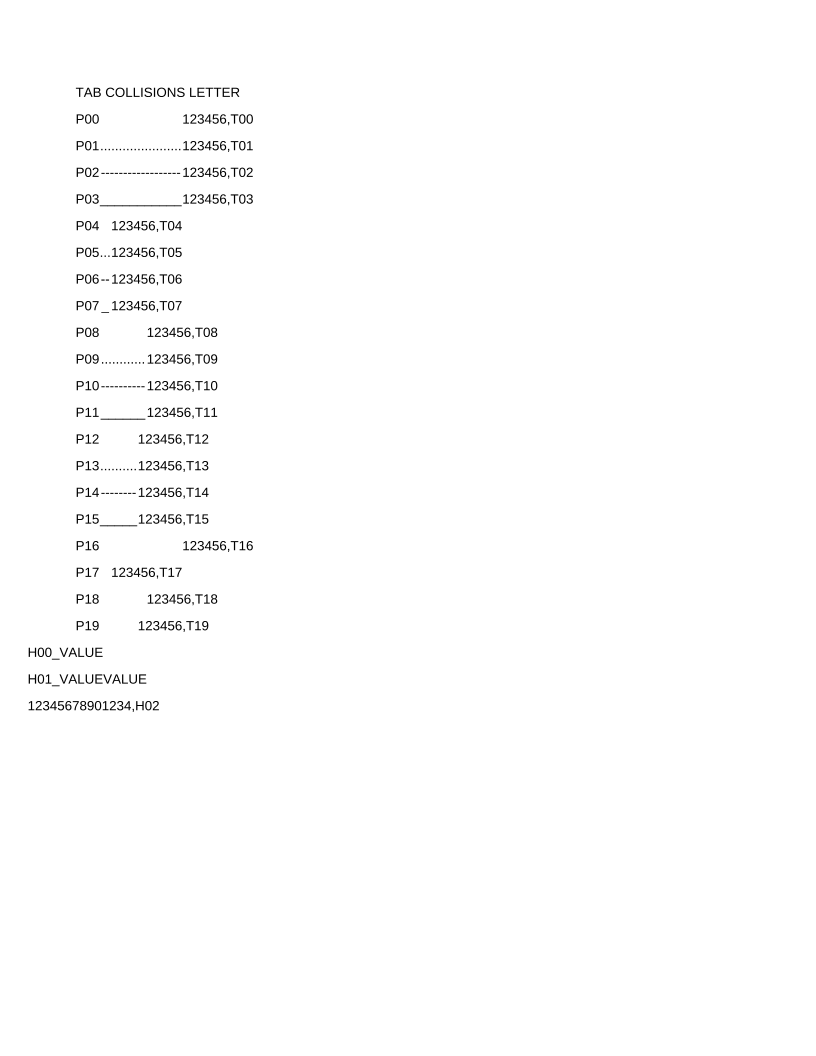 TAB COLLISIONS LETTER
P00 123456,T00
P01......................123456,T01
P02------------------123456,T02
P03___________123456,T03
P04 123456,T04
P05...123456,T05
P06--123456,T06
P07_123456,T07
P08 123456,T08
P09............123456,T09
P10----------123456,T10
P11______123456,T11
P12 123456,T12
P13..........123456,T13
P14--------123456,T14
P15_____123456,T15
P16 123456,T16
P17 123456,T17
P18 123456,T18
P19 123456,T19
H00_VALUE
H01_VALUEVALUE
12345678901234,H02